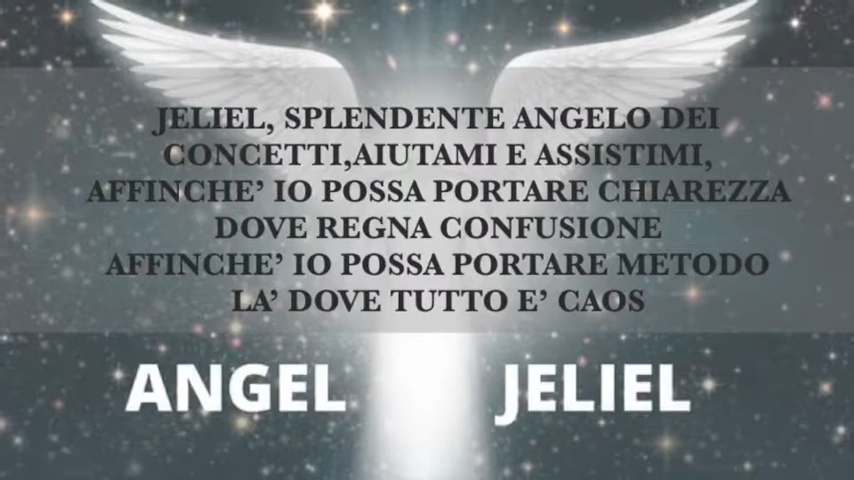 JELIEL, SPLENDENTE ANGELO DEI
CONCETTI,AIUTAMI E ASSISTIMI,
AFFINCHE’ IO POSSA PORTARE CHIAREZZA
DOVE REGNA CONFUSIONE
AFFINCHE’ IO POSSA PORTARE METODO
LA’ DOVE TUTTO E’ CAOS
ANGEL JELIEL